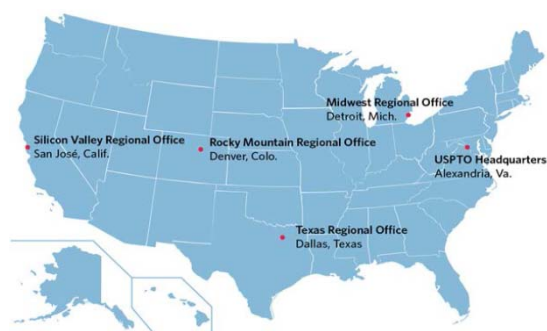 Midwest Regional Office
Detroit, Mich.
Silicon Valley Regional Office
San José, Calif.
Rocky Mountain Regional Office
Denver, Colo.
USPTO Headquarters
Alexandria, Va.
Texas Regional Office
Dallas, Texas